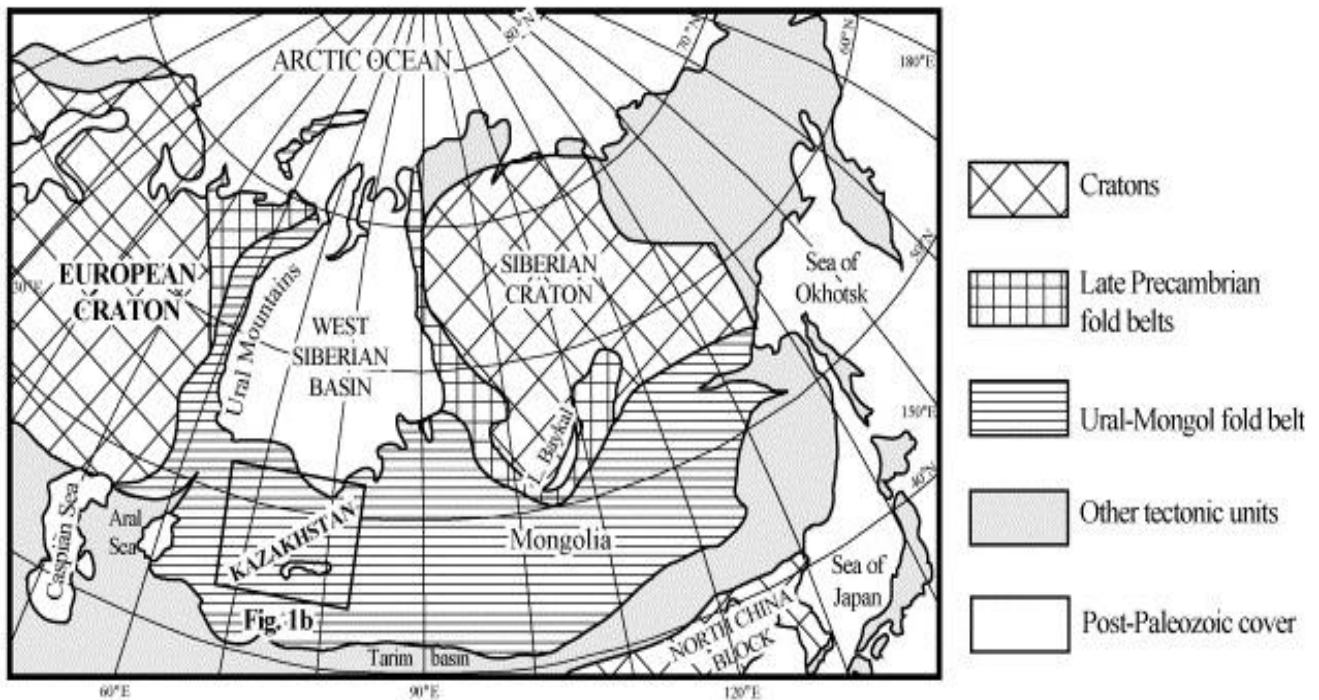 80°N
70°N
60°N
180°E
ARCTIC OCEAN
Cratons
EUROPEAN
CRATON
30°E
Ural Mountains
WEST
SIBERIAN
BASIN
SIBERIAN
CRATON
Sea of
Okhotsk
50°N
Late Precambrian
fold belts
150°E
Ural-Mongol fold belt
40°N
L. Baykal
Caspian Sea
Aral
Sea
KAZAKHSTAN
Mongolia
Other tectonic units
Sea of
Japan
Fig. 1b
NORTH CHINA
BLOCK
Tarim basin
Post-Paleozoic cover
60°E
90°E
120°E